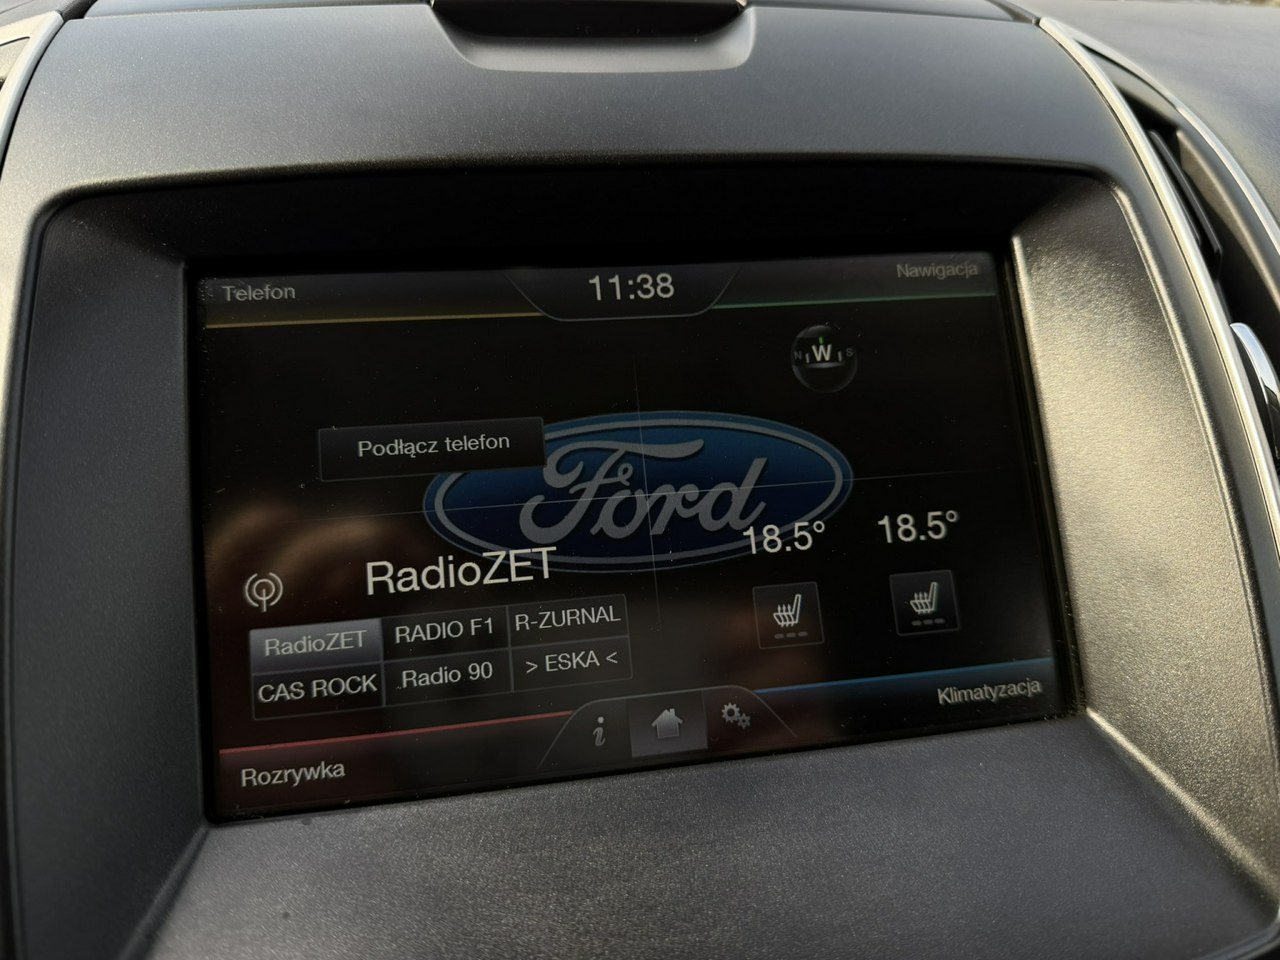 Telefon
11:38
Nawigacja
N W S
Podłącz telefon
Ford
18.5° 18.5°
RadioZET
RadioZET RADIO F1 R-ZURNAL
CAS ROCK Radio 90 > ESKA <
Klimatyzacja
i
Rozrywka